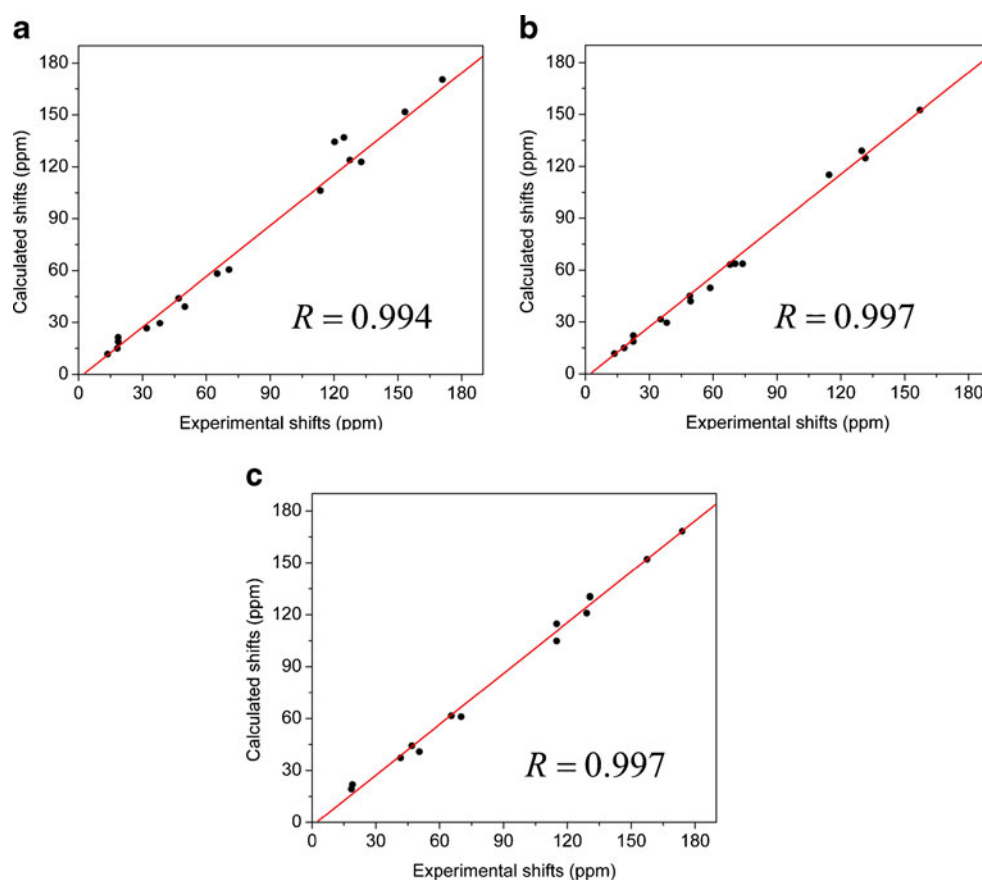 a
180
150
120
90
60
30
0
Calculated shifts (ppm)
R = 0.994
0 30 60 90 120 150 180
Experimental shifts (ppm)
b
180
150
120
90
60
30
0
Calculated shifts (ppm)
R = 0.997
0 30 60 90 120 150 180
Experimental shifts (ppm)
c
180
150
120
90
60
30
0
Calculated shifts (ppm)
R = 0.997
0 30 60 90 120 150 180
Experimental shifts (ppm)